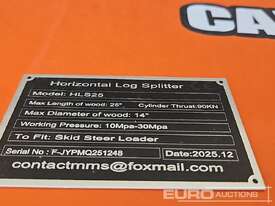 CA
Horizontal Log Splitter
Model: HLS25
Max Length of wood: 25" Cylinder Thrust:90KN
Max Diameter of wood: 14"
Working Pressure: 10Mpa-30Mpa
To Fit: Skid Steer Loader
Serial No : F-JYPMQ251248 Date:2025.12
contactmms@foxmail.com
EURO
AUCTIONS